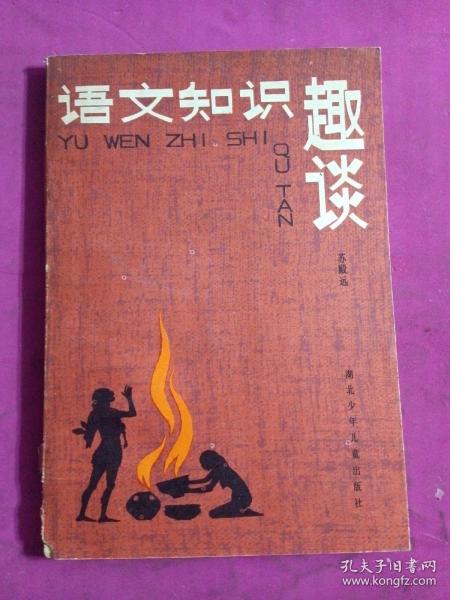 语文知识趣谈
YU WEN ZHI SHI QU TAN
苏殿远
湖北少年儿童出版社
孔夫子旧书网
www.kongfz.com